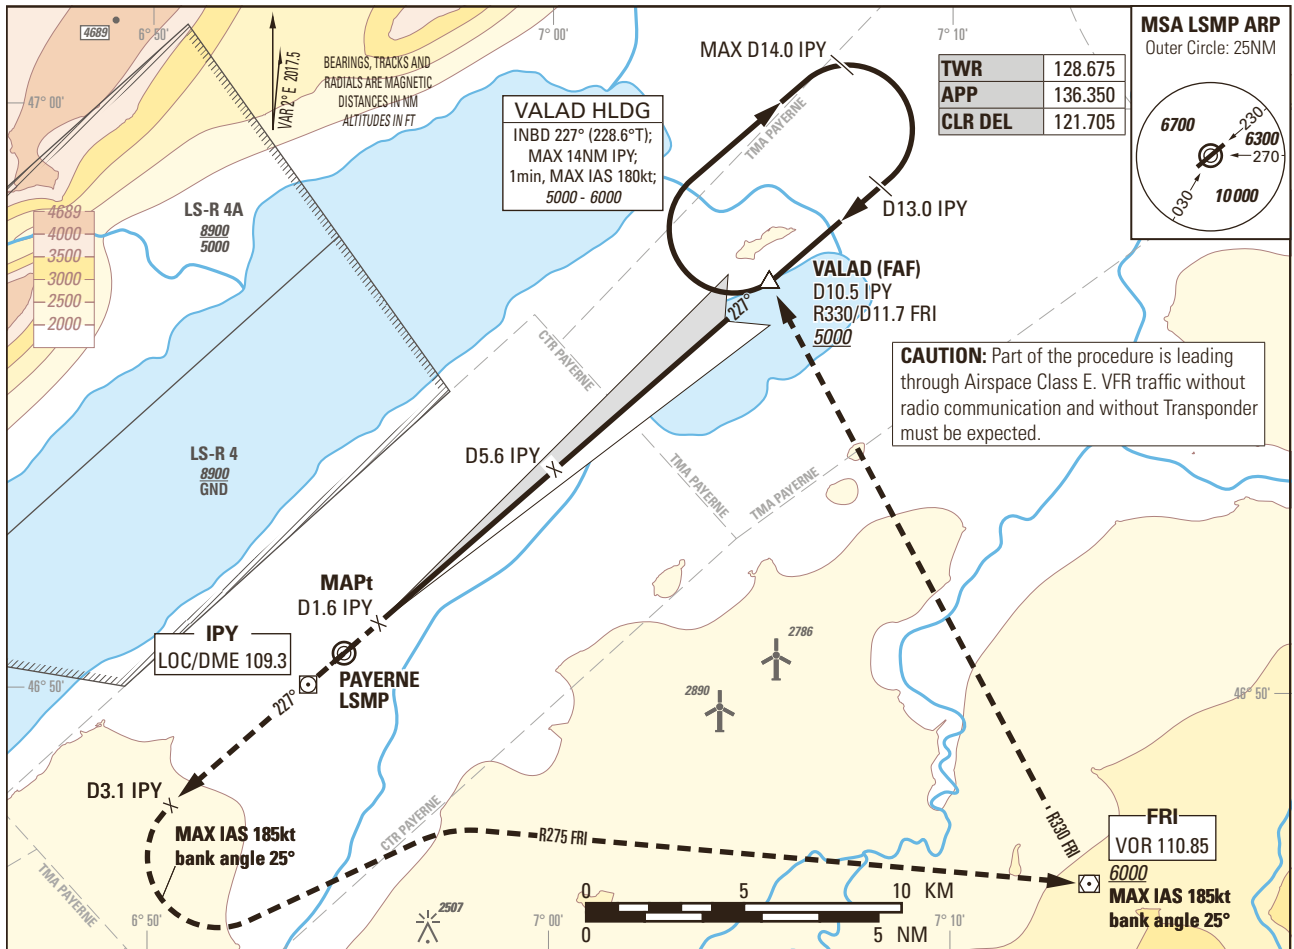 4689
6° 50'
7° 00'
7° 10'
47° 00'
VAR 2° E 2017.5
BEARINGS, TRACKS AND
RADIALS ARE MAGNETIC
DISTANCES IN NM
ALTITUDES IN FT
MAX D14.0 IPY
VALAD HLDG
INBD 227° (228.6°T);
MAX 14NM IPY;
1min, MAX IAS 180kt;
5000 - 6000
TMA PAYERNE
TWR 128.675
APP 136.350
CLR DEL 121.705
MSA LSMP ARP
Outer Circle: 25NM
6700
230
6300
270
10000
030
LS-R 4A
8900
5000
4689
4000
3500
3000
2500
2000
D13.0 IPY
VALAD (FAF)
D10.5 IPY
R330/D11.7 FRI
5000
227°
CTR PAYERNE
CAUTION: Part of the procedure is leading
through Airspace Class E. VFR traffic without
radio communication and without Transponder
must be expected.
LS-R 4
8900
GND
D5.6 IPY
TMA PAYERNE
TMA PAYERNE
MAPt
D1.6 IPY
IPY
LOC/DME 109.3
PAYERNE
LSMP
227°
46° 50'
46° 50'
2786
2890
D3.1 IPY
MAX IAS 185kt
bank angle 25°
CTR PAYERNE
R275 FRI
R330 FRI
FRI
VOR 110.85
6000
MAX IAS 185kt
bank angle 25°
TMA PAYERNE
2507
0 5 10 KM
0 5 NM
6° 50'
7° 00'
7° 10'